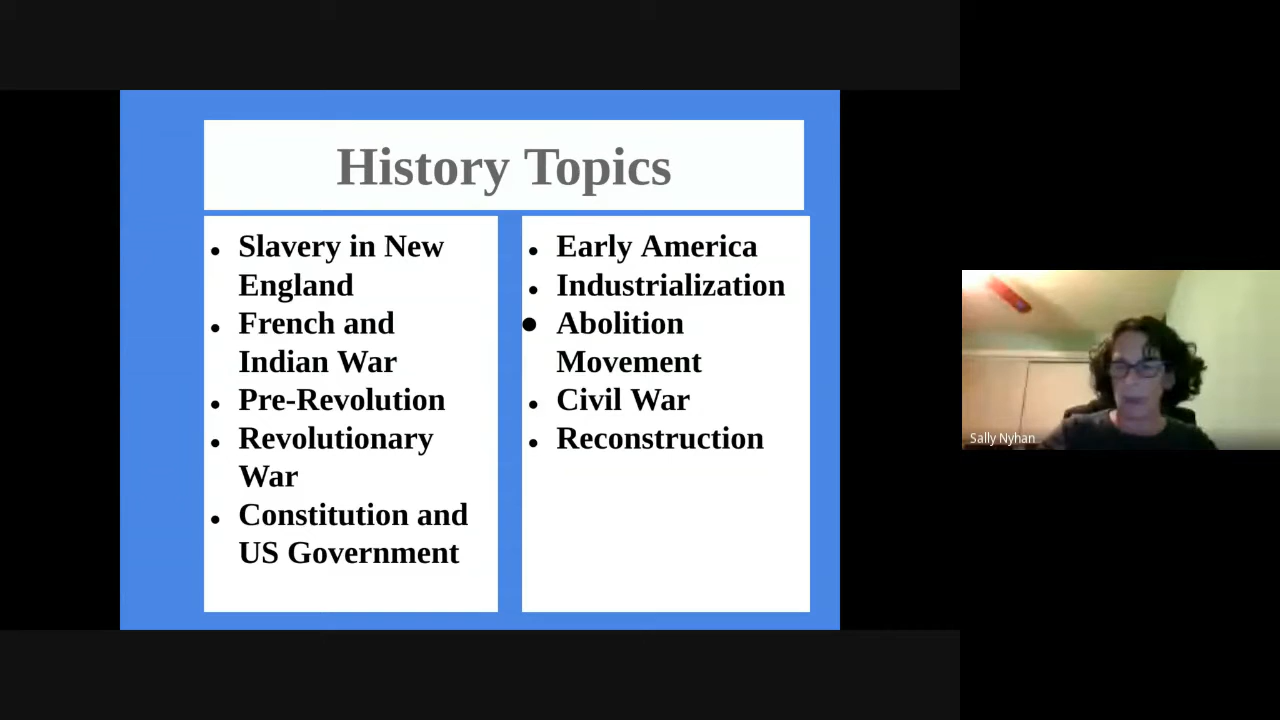 History Topics
• Slavery in New
England
• French and
Indian War
• Pre-Revolution
• Revolutionary
War
• Constitution and
US Government
• Early America
• Industrialization
• Abolition
Movement
• Civil War
• Reconstruction
Sally Nyhan